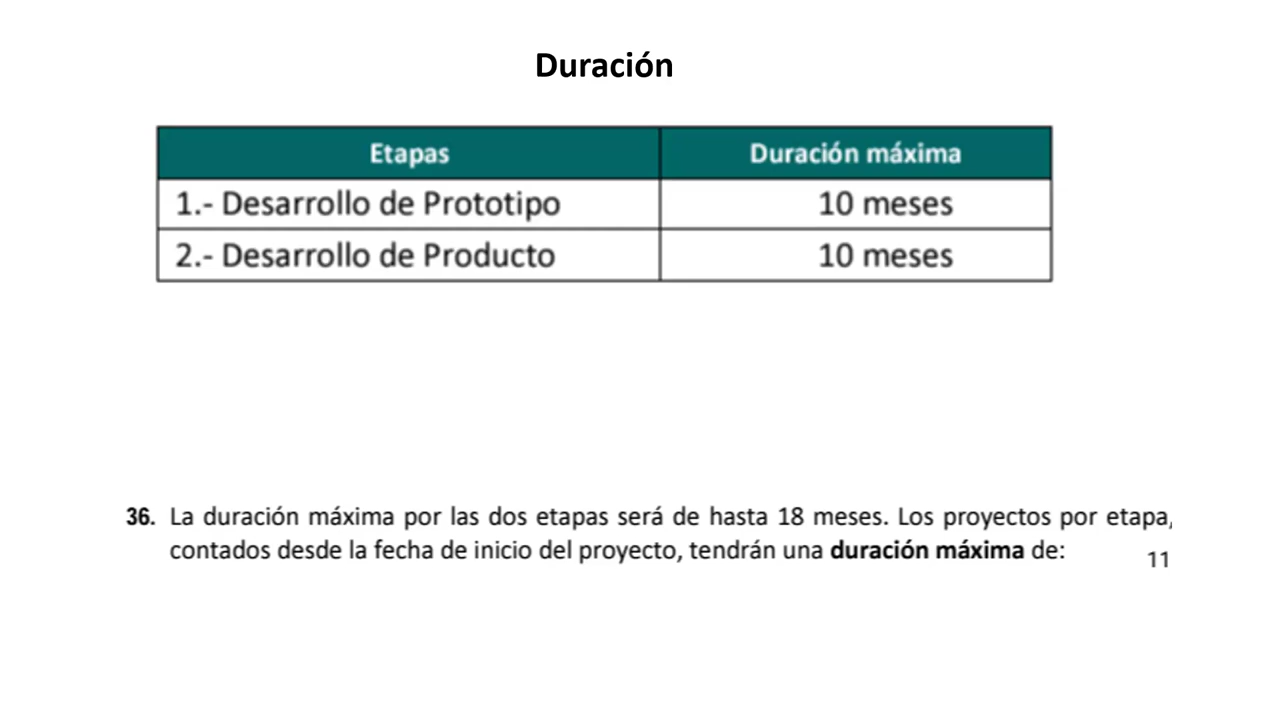 Duración
Etapas Duración máxima
1.- Desarrollo de Prototipo 10 meses
2.- Desarrollo de Producto 10 meses
36. La duración máxima por las dos etapas será de hasta 18 meses. Los proyectos por etapa,
contados desde la fecha de inicio del proyecto, tendrán una duración máxima de:
11